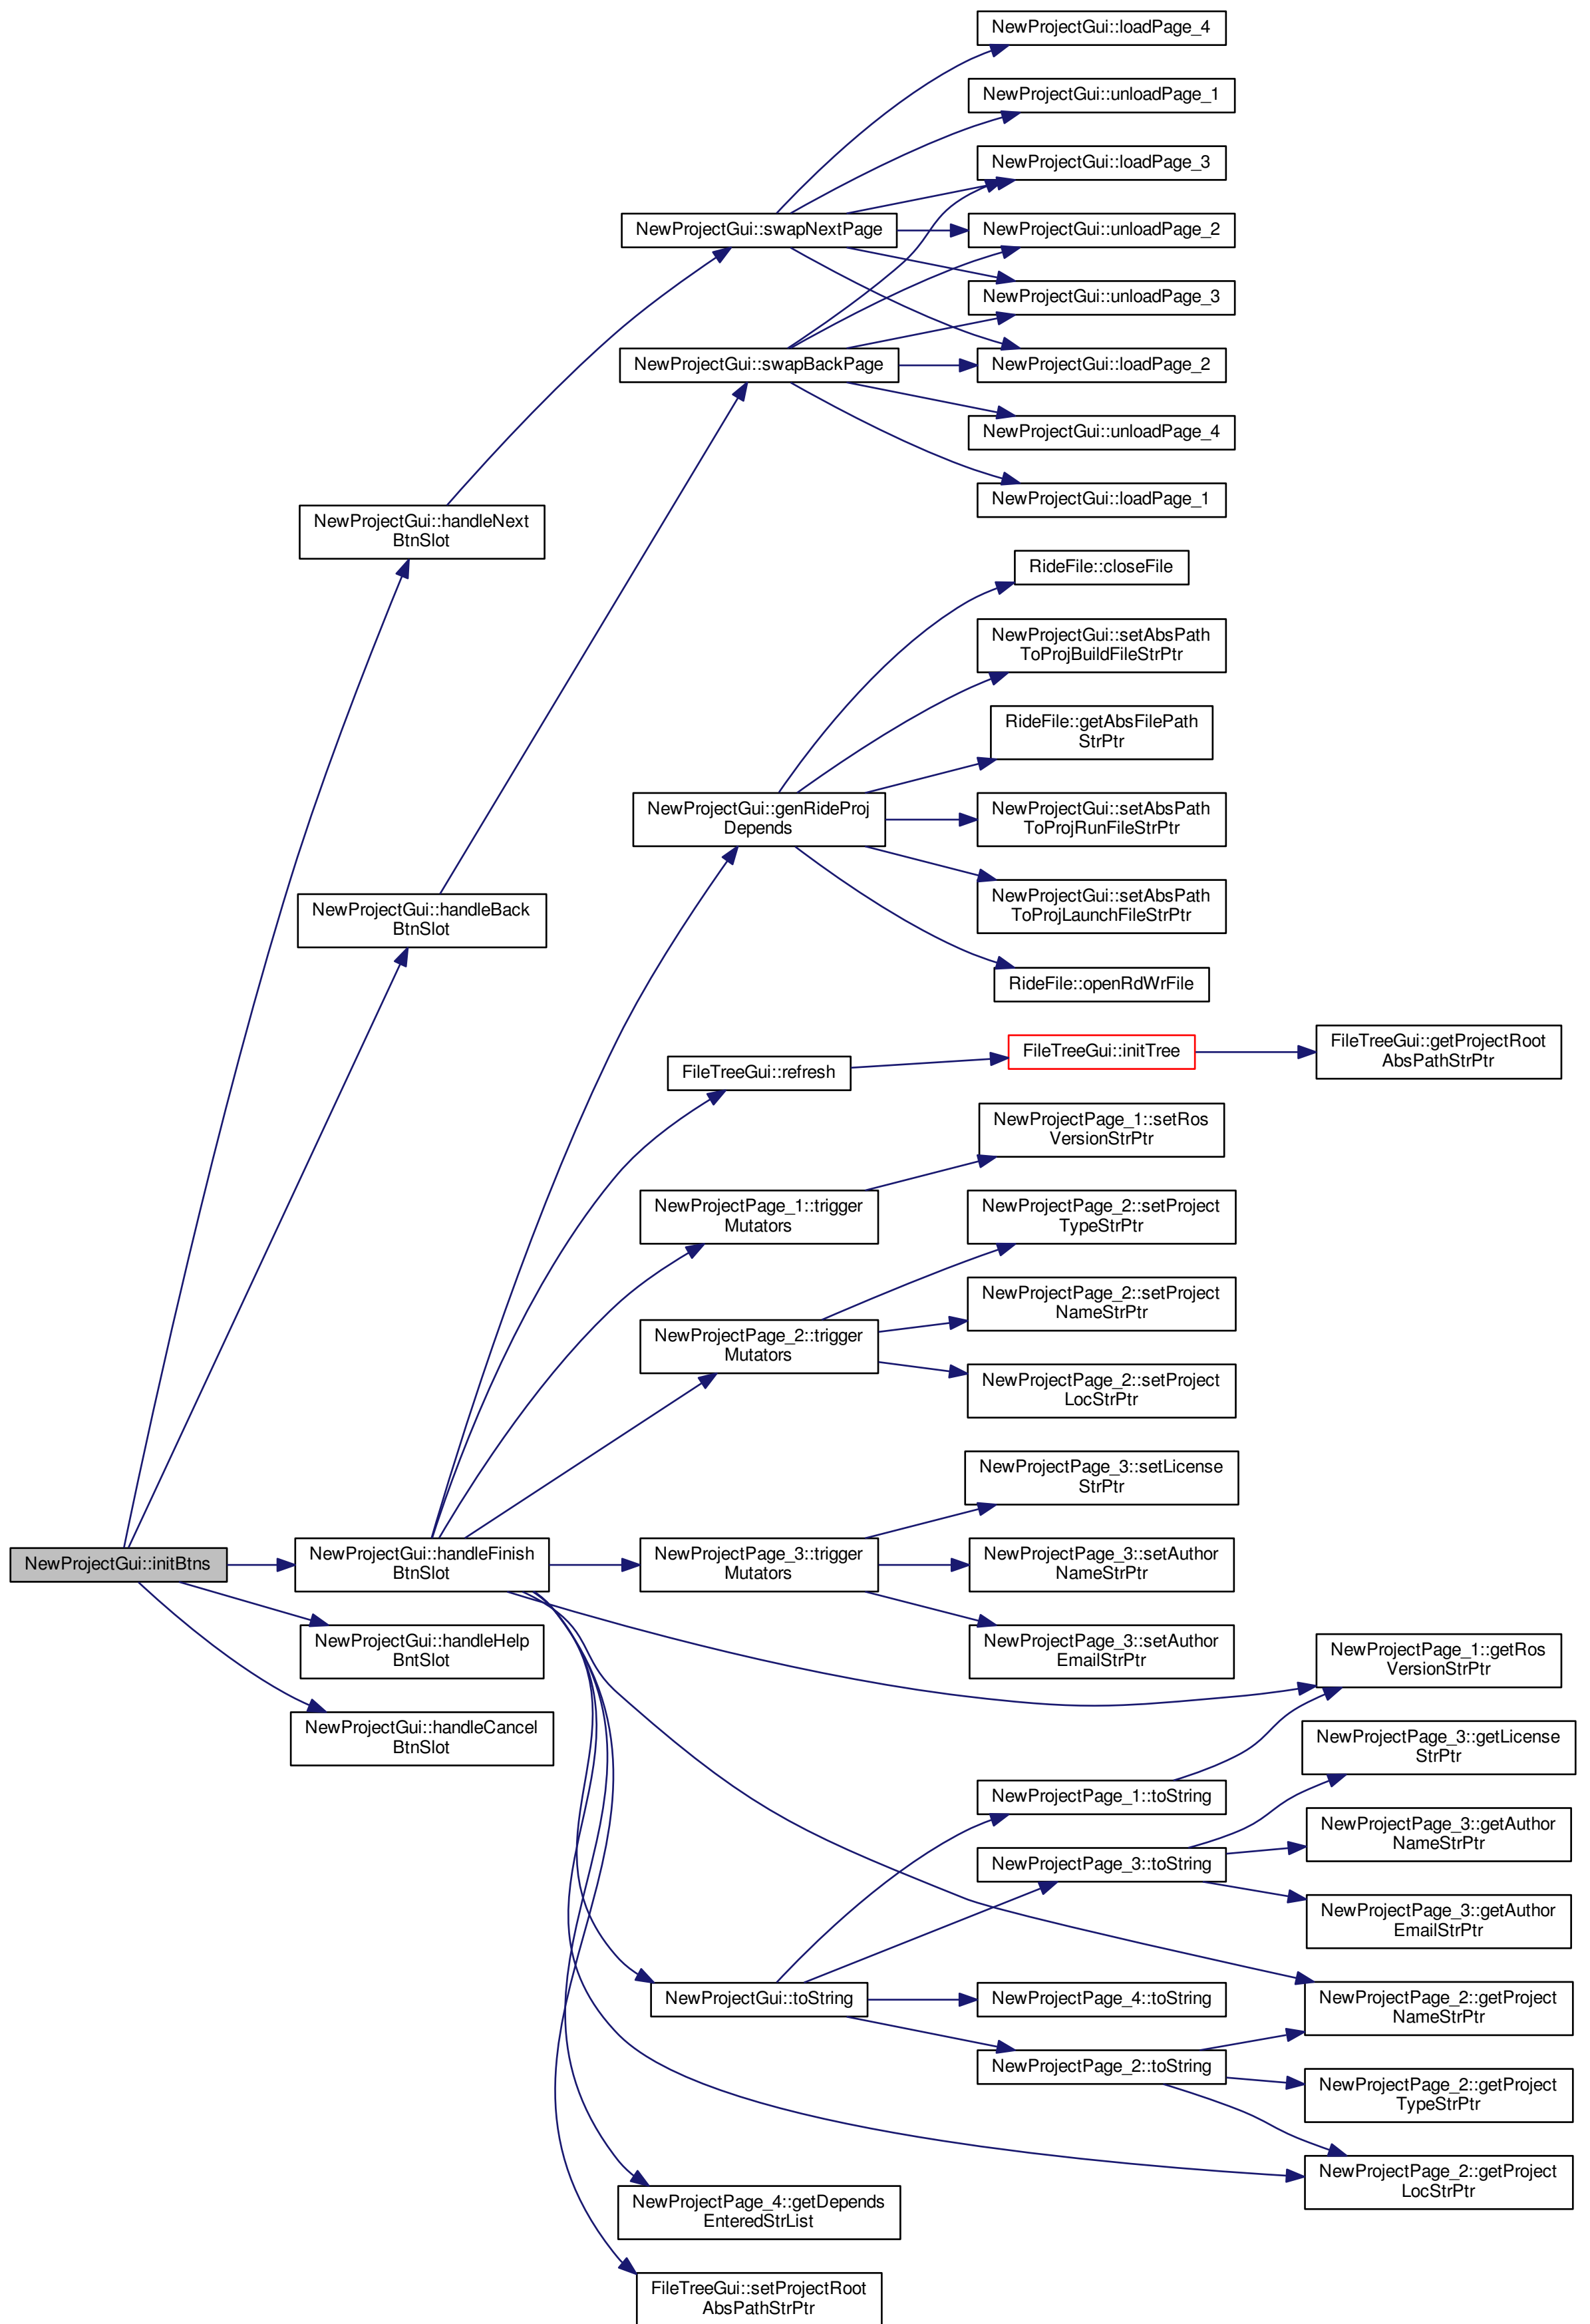 NewProjectGui::loadPage_4
NewProjectGui::unloadPage_1
NewProjectGui::loadPage_3
NewProjectGui::swapNextPage
NewProjectGui::unloadPage_2
NewProjectGui::unloadPage_3
NewProjectGui::swapBackPage
NewProjectGui::loadPage_2
NewProjectGui::unloadPage_4
NewProjectGui::loadPage_1
NewProjectGui::handleNext
BtnSlot
RideFile::closeFile
NewProjectGui::setAbsPath
ToProjBuildFileStrPtr
RideFile::getAbsFilePath
StrPtr
NewProjectGui::genRideProj
Depends
NewProjectGui::setAbsPath
ToProjRunFileStrPtr
NewProjectGui::handleBack
BtnSlot
NewProjectGui::setAbsPath
ToProjLaunchFileStrPtr
RideFile::openRdWrFile
FileTreeGui::refresh
FileTreeGui::initTree
FileTreeGui::getProjectRoot
AbsPathStrPtr
NewProjectPage_1::setRos
VersionStrPtr
NewProjectPage_1::trigger
Mutators
NewProjectPage_2::setProject
TypeStrPtr
NewProjectPage_2::setProject
NameStrPtr
NewProjectPage_2::trigger
Mutators
NewProjectPage_2::setProject
LocStrPtr
NewProjectPage_3::setLicense
StrPtr
NewProjectGui::initBtns
NewProjectGui::handleFinish
BtnSlot
NewProjectPage_3::trigger
Mutators
NewProjectPage_3::setAuthor
NameStrPtr
NewProjectGui::handleHelp
BntSlot
NewProjectPage_3::setAuthor
EmailStrPtr
NewProjectPage_1::getRos
VersionStrPtr
NewProjectGui::handleCancel
BtnSlot
NewProjectPage_3::getLicense
StrPtr
NewProjectPage_1::toString
NewProjectPage_3::getAuthor
NameStrPtr
NewProjectPage_3::toString
NewProjectPage_3::getAuthor
EmailStrPtr
NewProjectGui::toString
NewProjectPage_4::toString
NewProjectPage_2::getProject
NameStrPtr
NewProjectPage_2::toString
NewProjectPage_2::getProject
TypeStrPtr
NewProjectPage_2::getProject
LocStrPtr
NewProjectPage_4::getDepends
EnteredStrList
FileTreeGui::setProjectRoot
AbsPathStrPtr